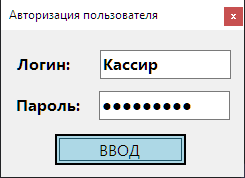 Авторизация пользователя x
Логин: Кассир
Пароль: ●●●●●●●●●
ВВОД